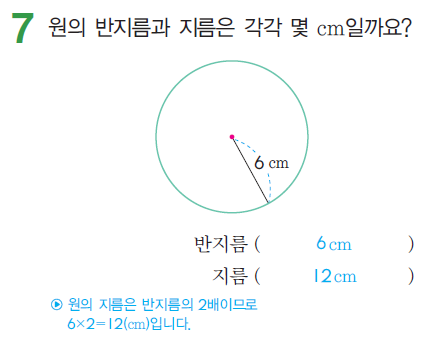 7 원의 반지름과 지름은 각각 몇 cm일까요?
6 cm
반지름 ( 6 cm )
지름 ( 12 cm )
▶ 원의 지름은 반지름의 2배이므로
6×2=12(cm)입니다.